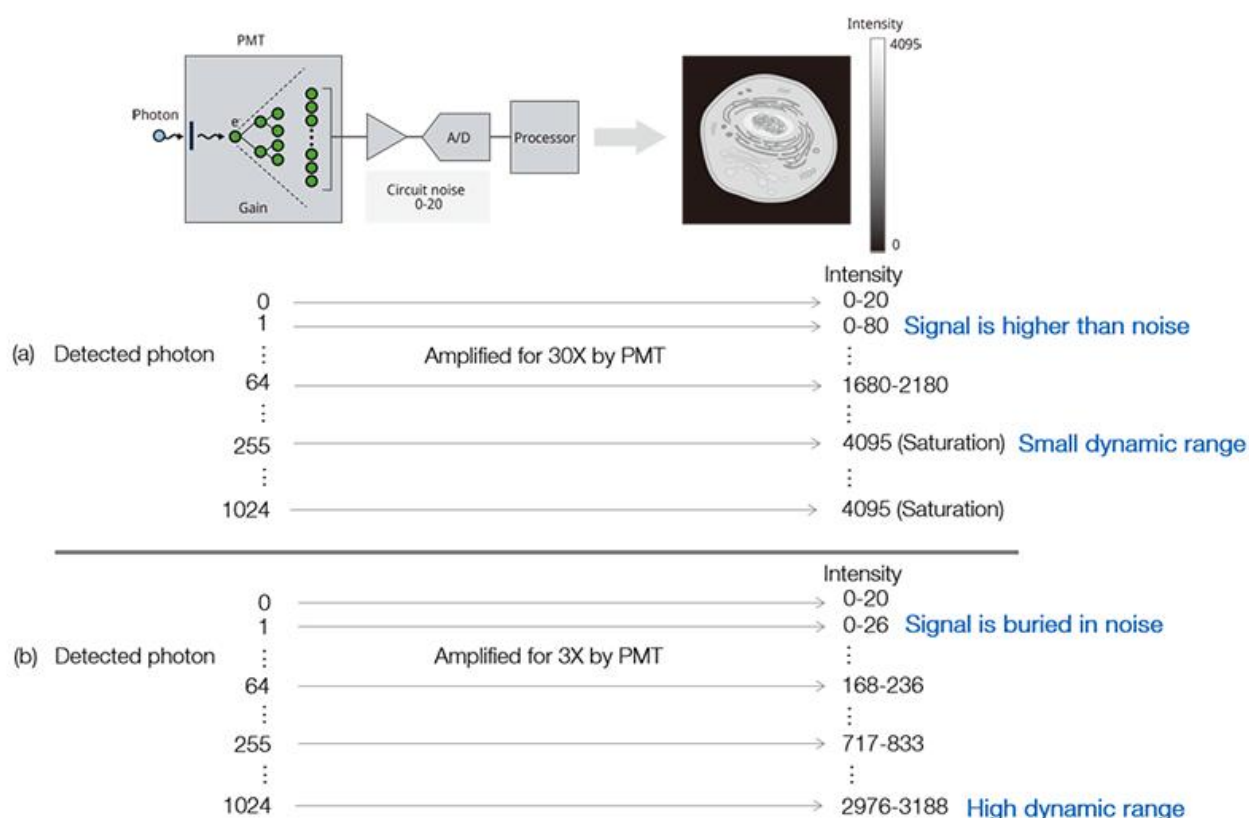 Intensity
4095
0
PMT
Photon
e
Gain
A/D
Processor
Circuit noise
0-20
Intensity
0 0-20
1 0-80 Signal is higher than noise
(a) Detected photon Amplified for 30X by PMT
64 1680-2180
255 4095 (Saturation) Small dynamic range
1024 4095 (Saturation)
Intensity
0 0-20
1 0-26 Signal is buried in noise
(b) Detected photon Amplified for 3X by PMT
64 168-236
255 717-833
1024 2976-3188 High dynamic range